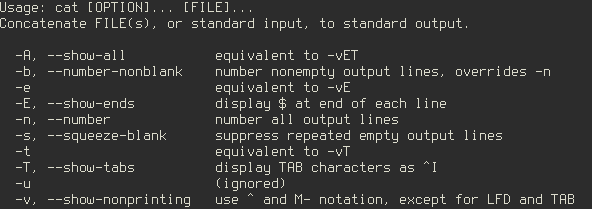 Usage: cat [OPTION]... [FILE]...
Concatenate FILE(s), or standard input, to standard output.

  -A, --show-all           equivalent to -vET
  -b, --number-nonblank    number nonempty output lines, overrides -n
  -e                       equivalent to -vE
  -E, --show-ends          display $ at end of each line
  -n, --number             number all output lines
  -s, --squeeze-blank      suppress repeated empty output lines
  -t                       equivalent to -vT
  -T, --show-tabs          display TAB characters as ^I
  -u                       (ignored)
  -v, --show-nonprinting   use ^ and M- notation, except for LFD and TAB